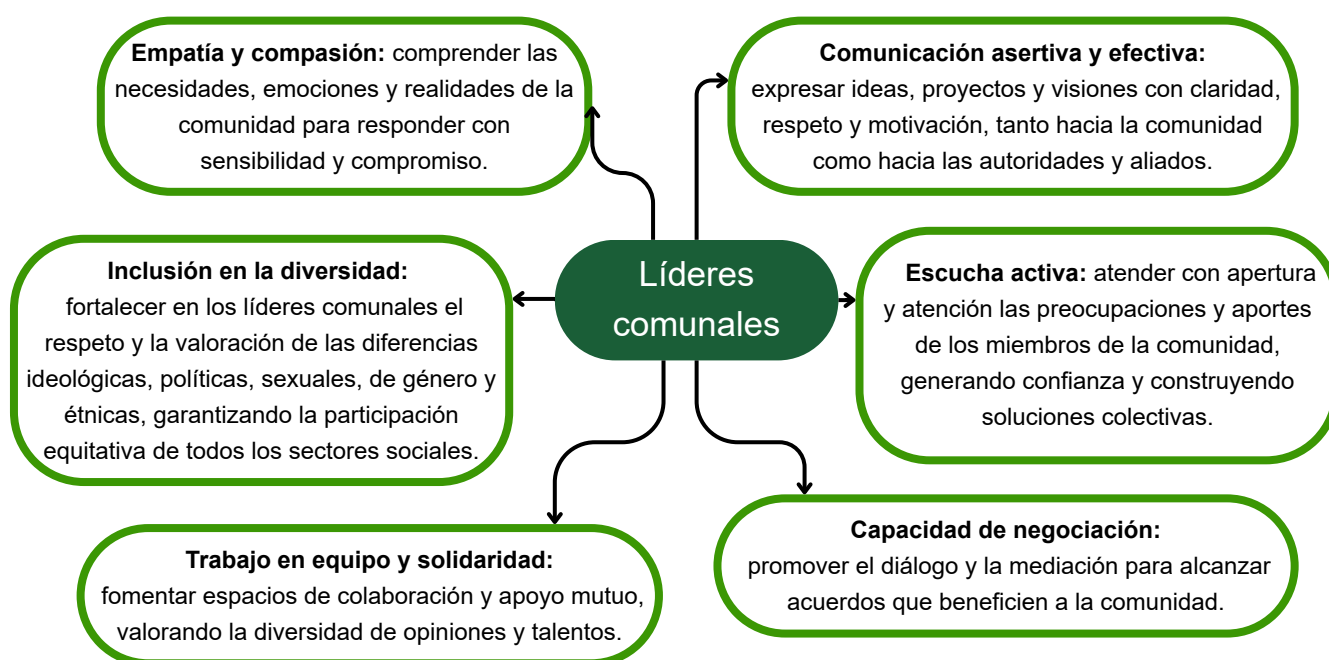 Empatía y compasión: comprender las
necesidades, emociones y realidades de la
comunidad para responder con
sensibilidad y compromiso.
Comunicación asertiva y efectiva:
expresar ideas, proyectos y visiones con claridad,
respeto y motivación, tanto hacia la comunidad
como hacia las autoridades y aliados.
Inclusión en la diversidad:
fortalecer en los líderes comunales el
respeto y la valoración de las diferencias
ideológicas, políticas, sexuales, de género y
étnicas, garantizando la participación
equitativa de todos los sectores sociales.
Líderes
comunales
Escucha activa: atender con apertura
y atención las preocupaciones y aportes
de los miembros de la comunidad,
generando confianza y construyendo
soluciones colectivas.
Trabajo en equipo y solidaridad:
fomentar espacios de colaboración y apoyo mutuo,
valorando la diversidad de opiniones y talentos.
Capacidad de negociación:
promover el diálogo y la mediación para alcanzar
acuerdos que beneficien a la comunidad.